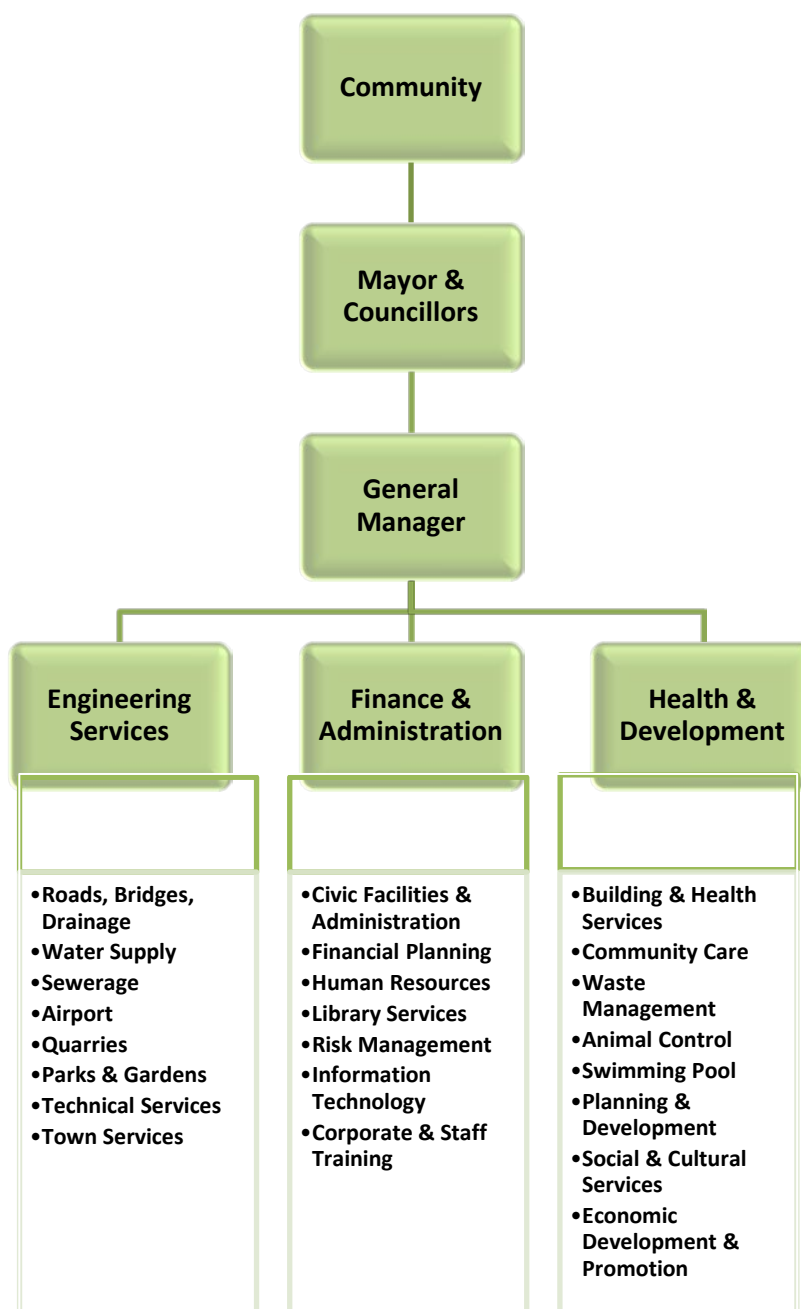 Community
Mayor &
Councillors
General
Manager
Engineering
Services
Finance &
Administration
Health &
Development
•Roads, Bridges,
Drainage
•Water Supply
•Sewerage
•Airport
•Quarries
•Parks & Gardens
•Technical Services
•Town Services
•Civic Facilities &
Administration
•Financial Planning
•Human Resources
•Library Services
•Risk Management
•Information
Technology
•Corporate & Staff
Training
•Building & Health
Services
•Community Care
•Waste
Management
•Animal Control
•Swimming Pool
•Planning &
Development
•Social & Cultural
Services
•Economic
Development &
Promotion